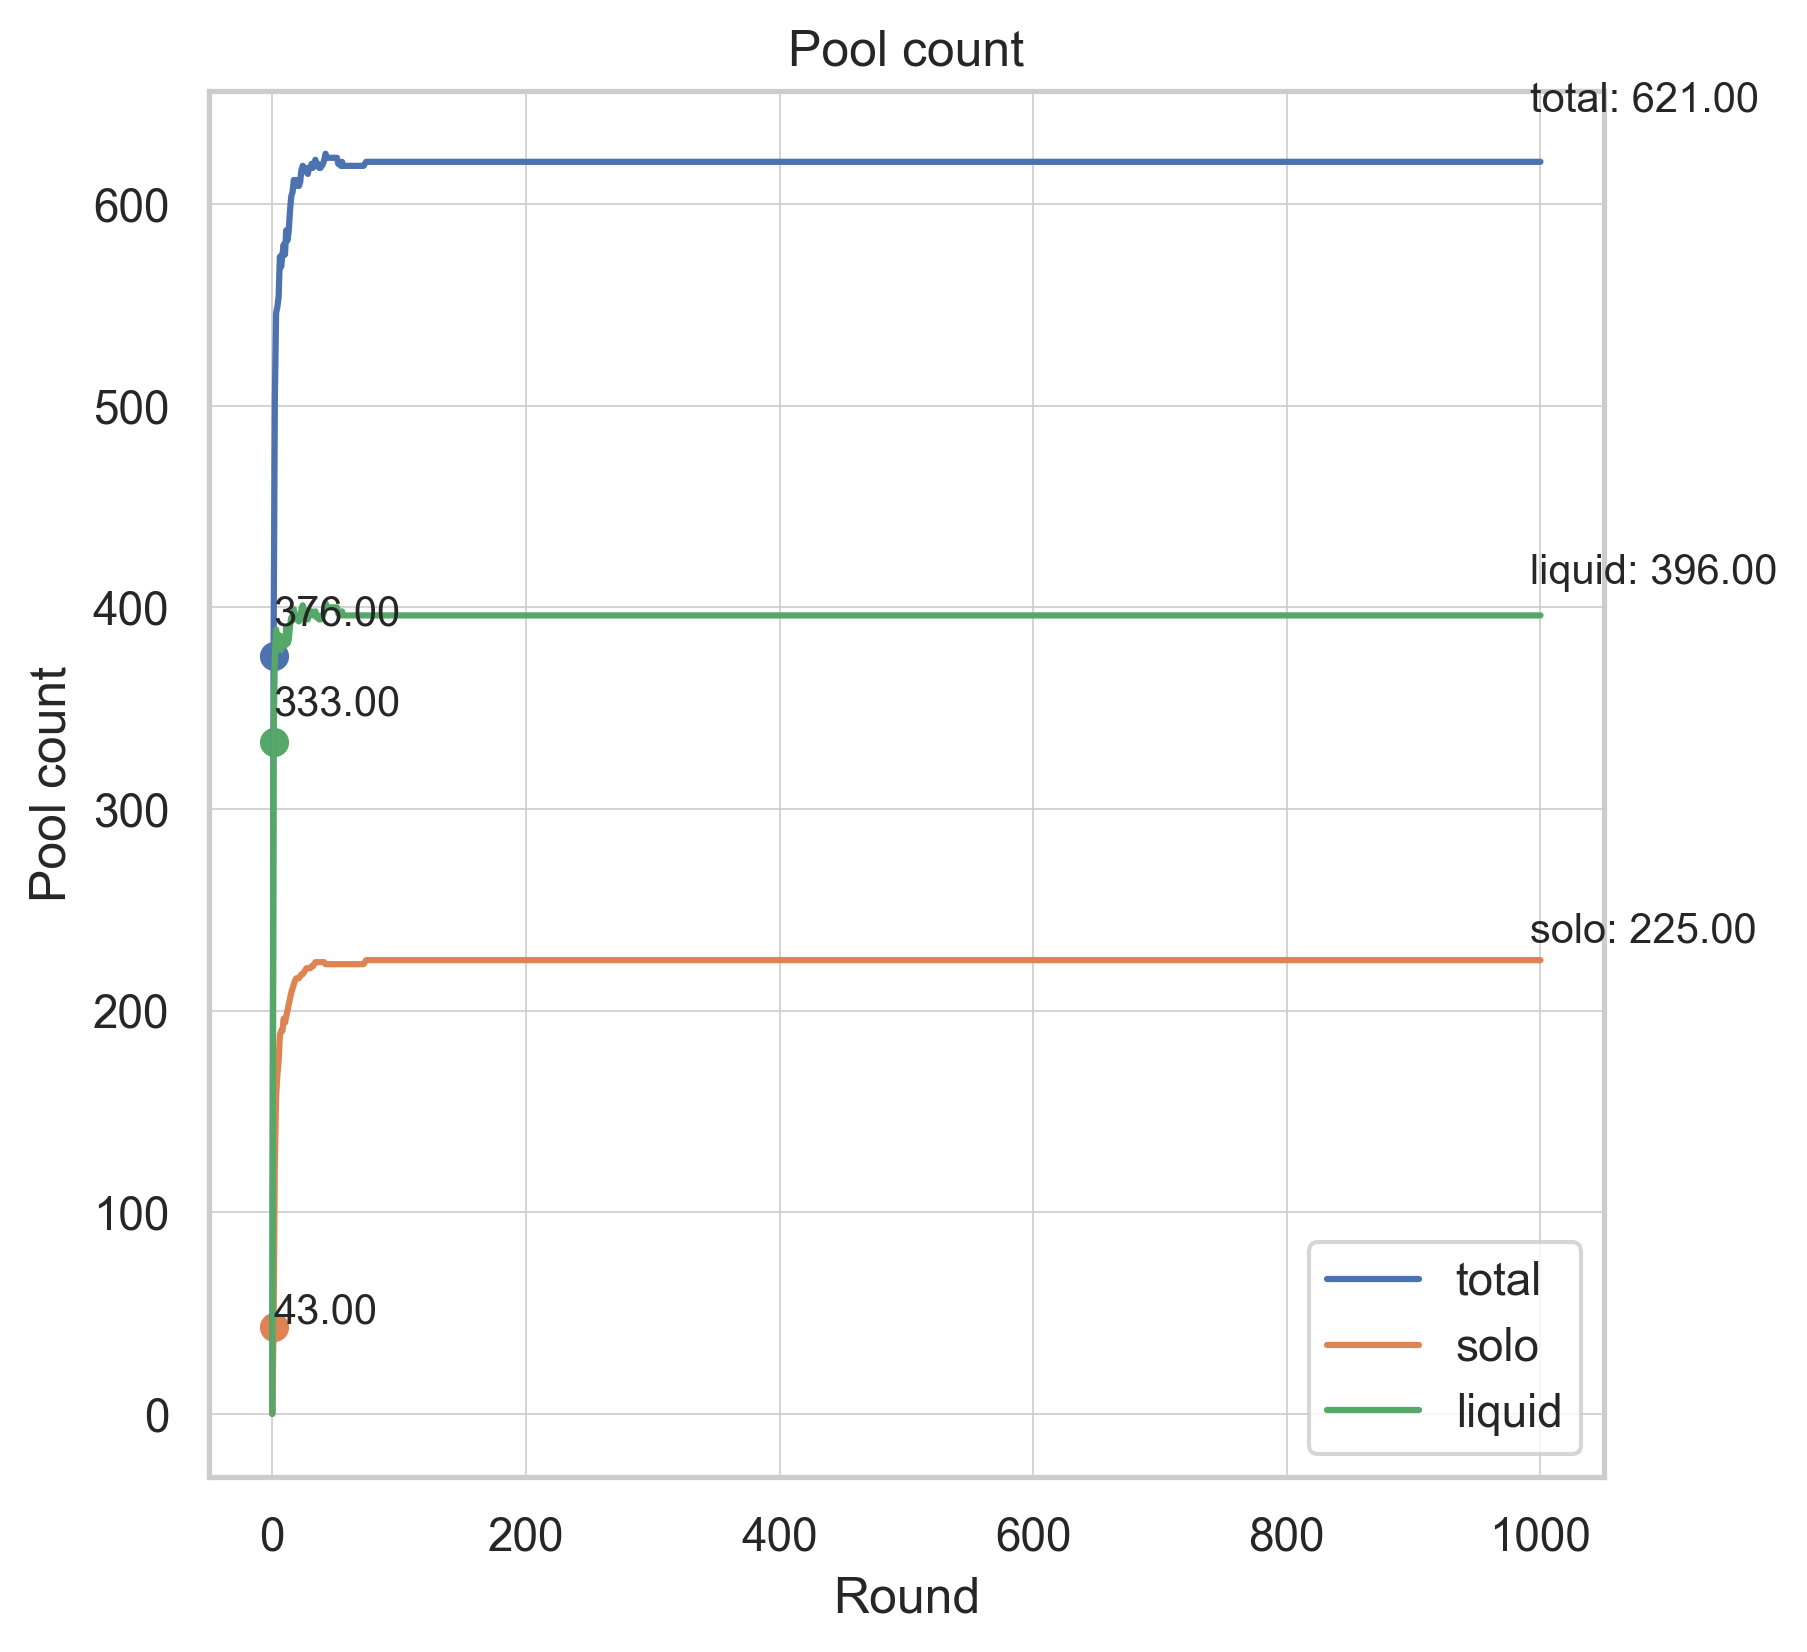 Pool count
total: 621.00
600
500
liquid: 396.00
400
376.00
333.00
Pool count
300
solo: 225.00
200
100
43.00
0
total
solo
liquid
0 200 400 600 800 1000
Round